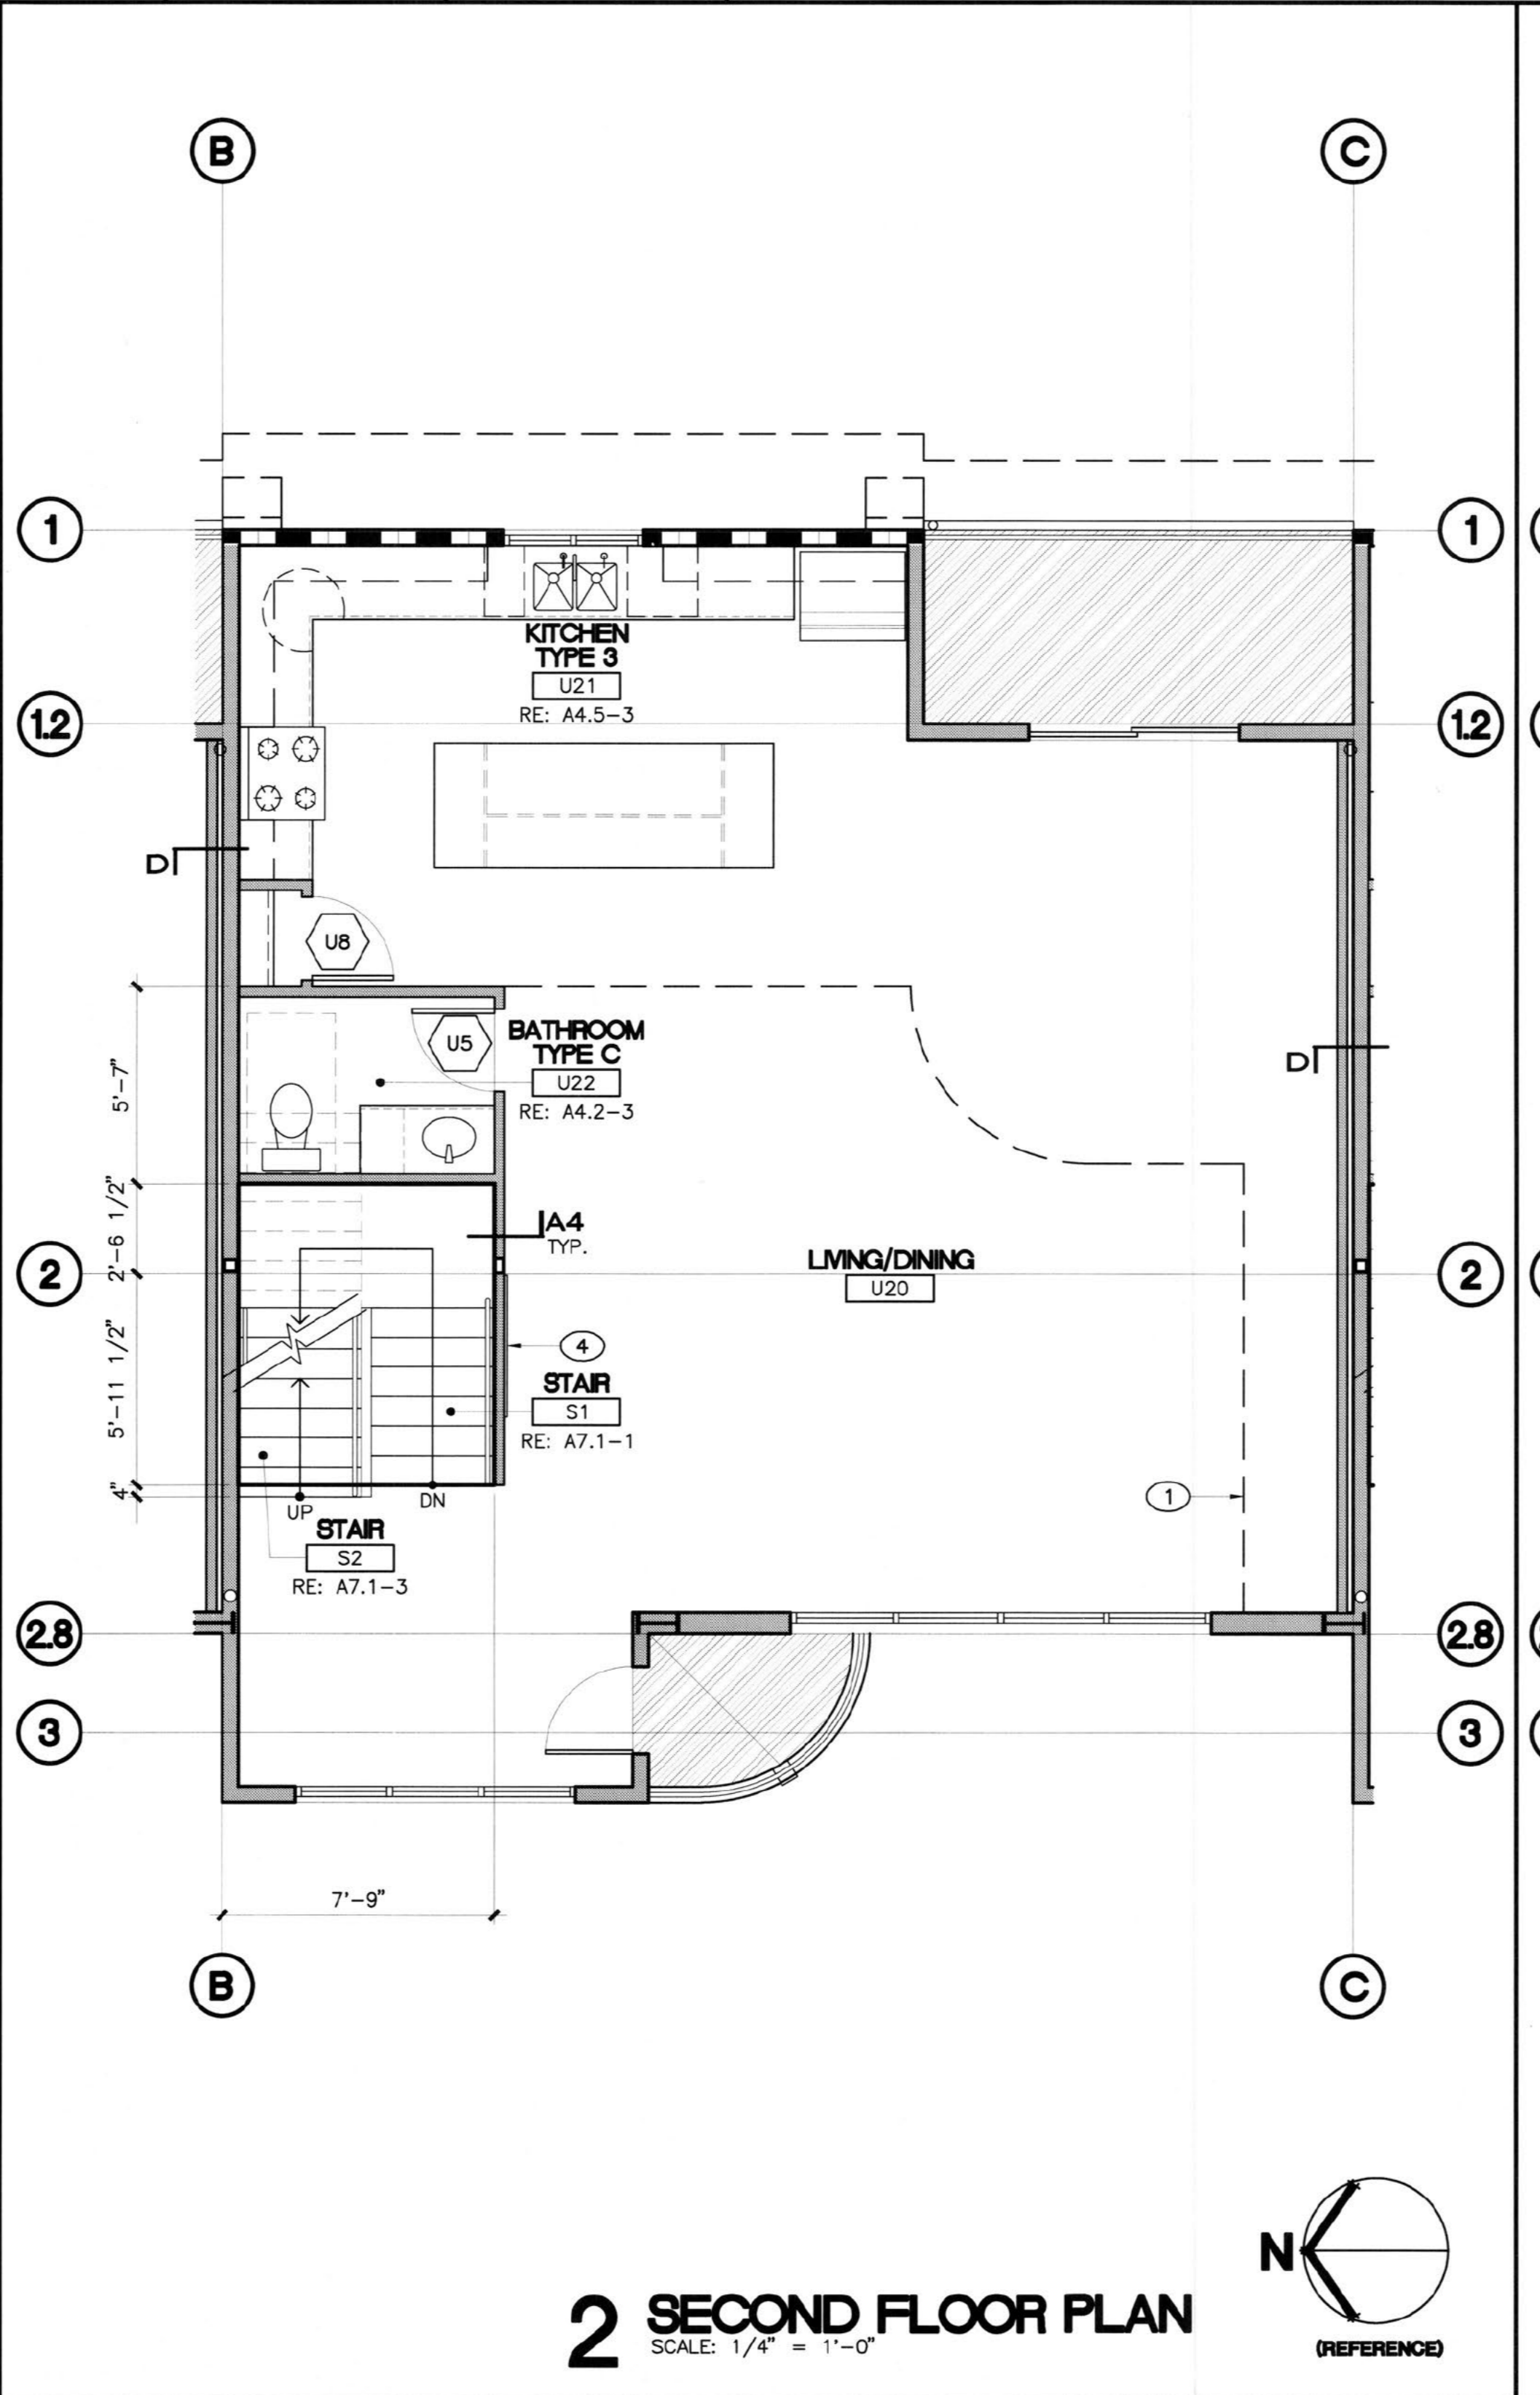 B
C
1
1
KITCHEN
TYPE 3
U21
RE: A4.5-3
1.2
1.2
D
U8
BATHROOM
TYPE C
U5
U22
RE: A4.2-3
D
5'-7"
2'-6 1/2"
5'-11 1/2"
4"
A4
TYP.
2
LIVING/DINING
U20
2
4
STAIR
S1
RE: A7.1-1
1
UP
DN
STAIR
S2
RE: A7.1-3
2.8
2.8
3
3
7'-9"
B
C
N
2 SECOND FLOOR PLAN
SCALE: 1/4" = 1'-0"
(REFERENCE)